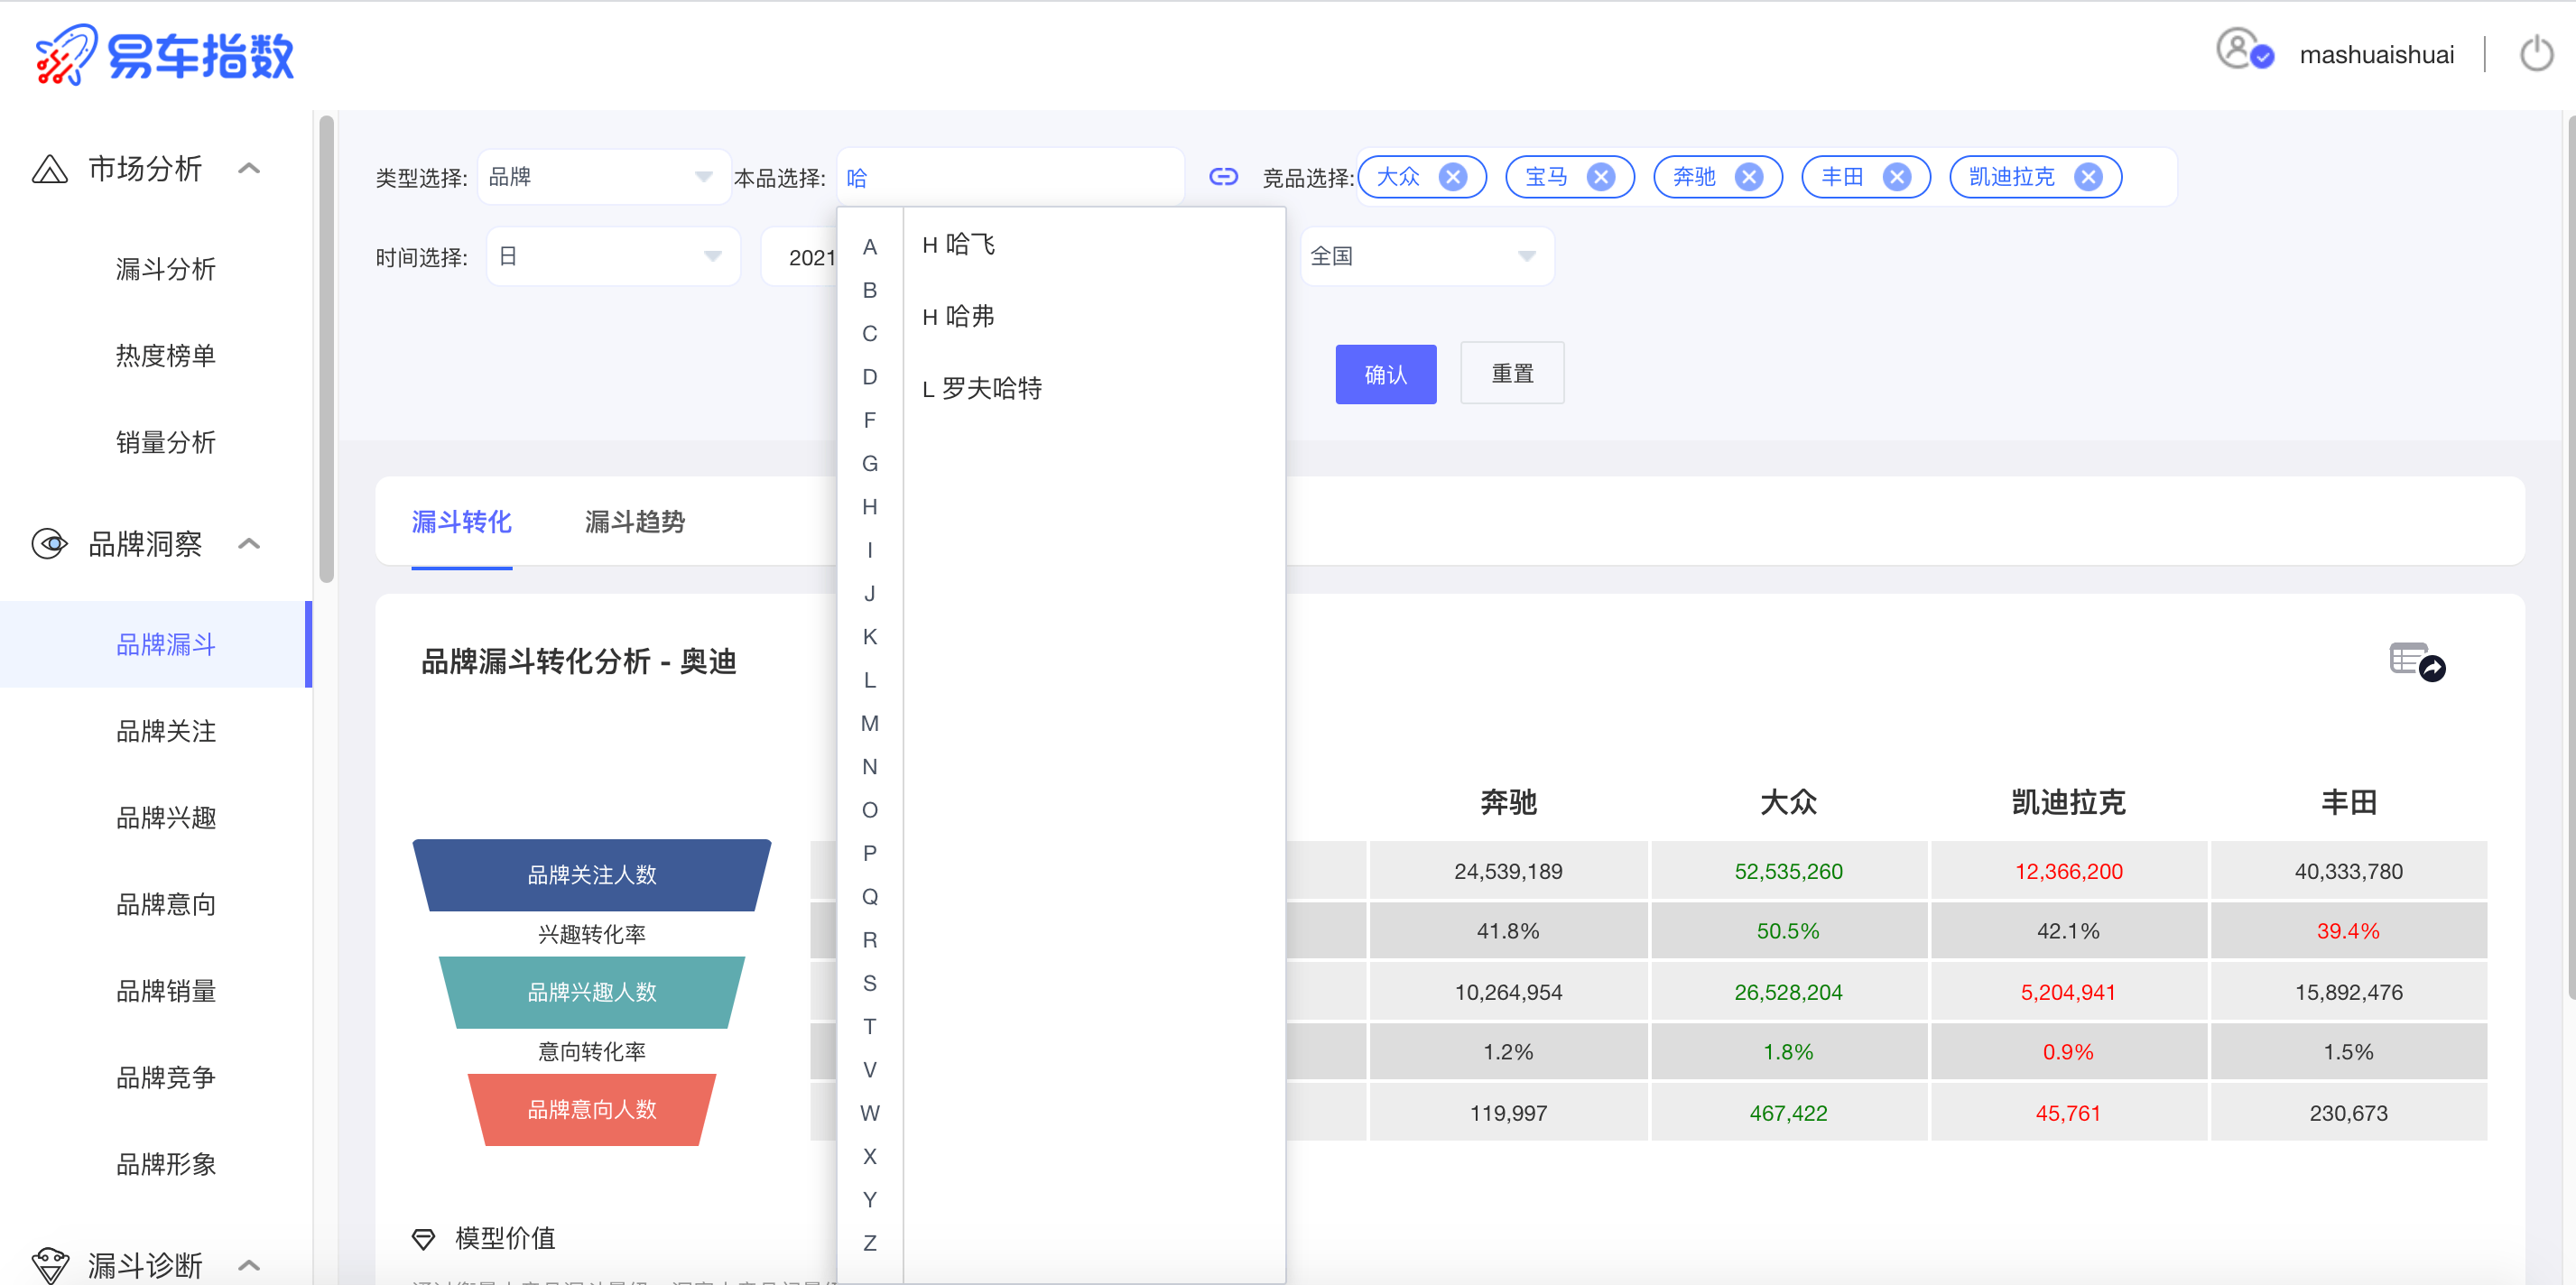 易车指数
mashuaishuai
市场分析
漏斗分析
热度榜单
销量分析
品牌洞察
品牌漏斗
品牌关注
品牌兴趣
品牌意向
品牌销量
品牌竞争
品牌形象
漏斗诊断
类型选择: 品牌 本品选择: 哈 竞品选择: 大众 宝马 奔驰 丰田 凯迪拉克
时间选择: 日 2021 全国
确认 重置
A
B
C
D
F
G
H
I
J
K
L
M
N
O
P
Q
R
S
T
V
W
X
Y
Z
H 哈飞
H 哈弗
L 罗夫哈特
漏斗转化 漏斗趋势
品牌漏斗转化分析 - 奥迪
奔驰 大众 凯迪拉克 丰田
品牌关注人数 24,539,189 52,535,260 12,366,200 40,333,780
兴趣转化率 41.8% 50.5% 42.1% 39.4%
品牌兴趣人数 10,264,954 26,528,204 5,204,941 15,892,476
意向转化率 1.2% 1.8% 0.9% 1.5%
品牌意向人数 119,997 467,422 45,761 230,673
模型价值